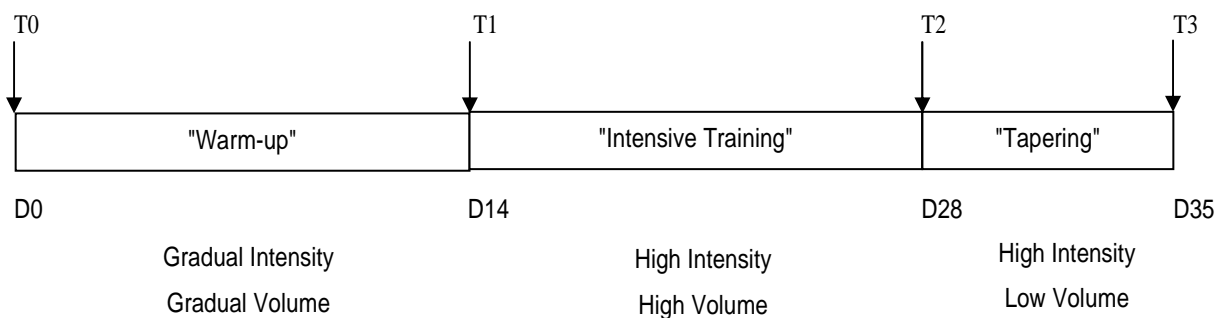 T0 T1 T2 T3
"Warm-up" "Intensive Training" "Tapering"
D0 D14 D28 D35
Gradual Intensity High Intensity High Intensity
Gradual Volume High Volume Low Volume